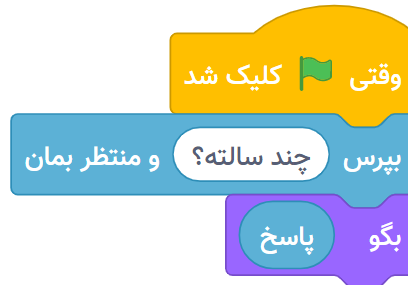 وقتی کلیک شد
بپرس چند سالته؟ و منتظر بمان
بگو پاسخ